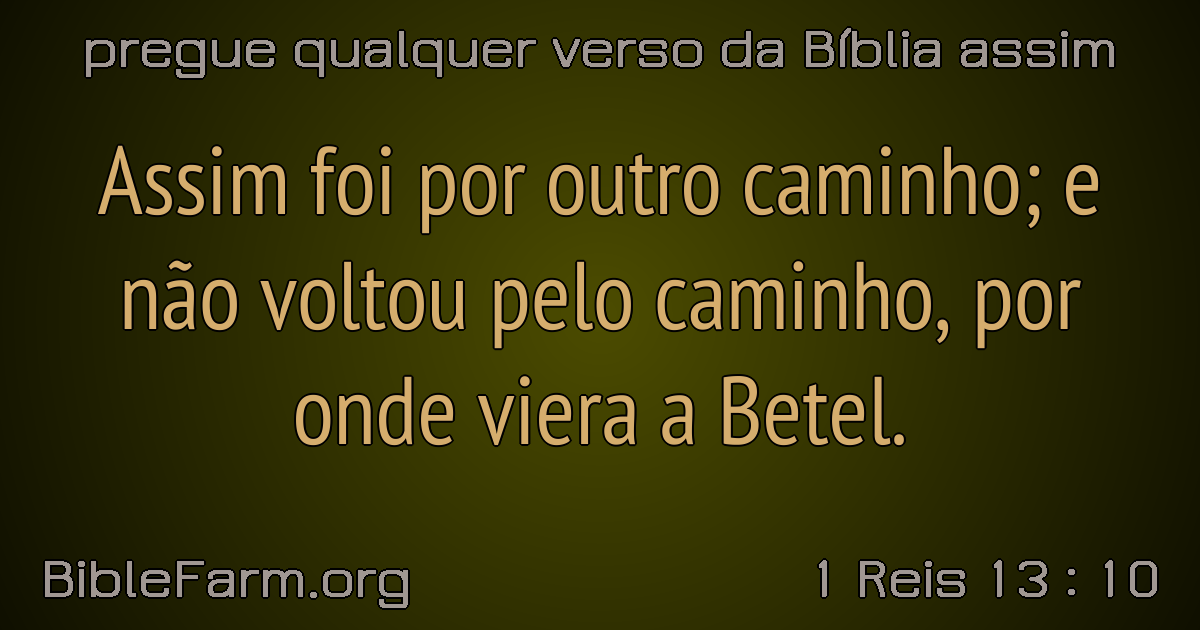 pregue qualquer verso da Bíblia assim
Assim foi por outro caminho; e
não voltou pelo caminho, por
onde viera a Betel.
BibleFarm.org
1 Reis 13 : 10